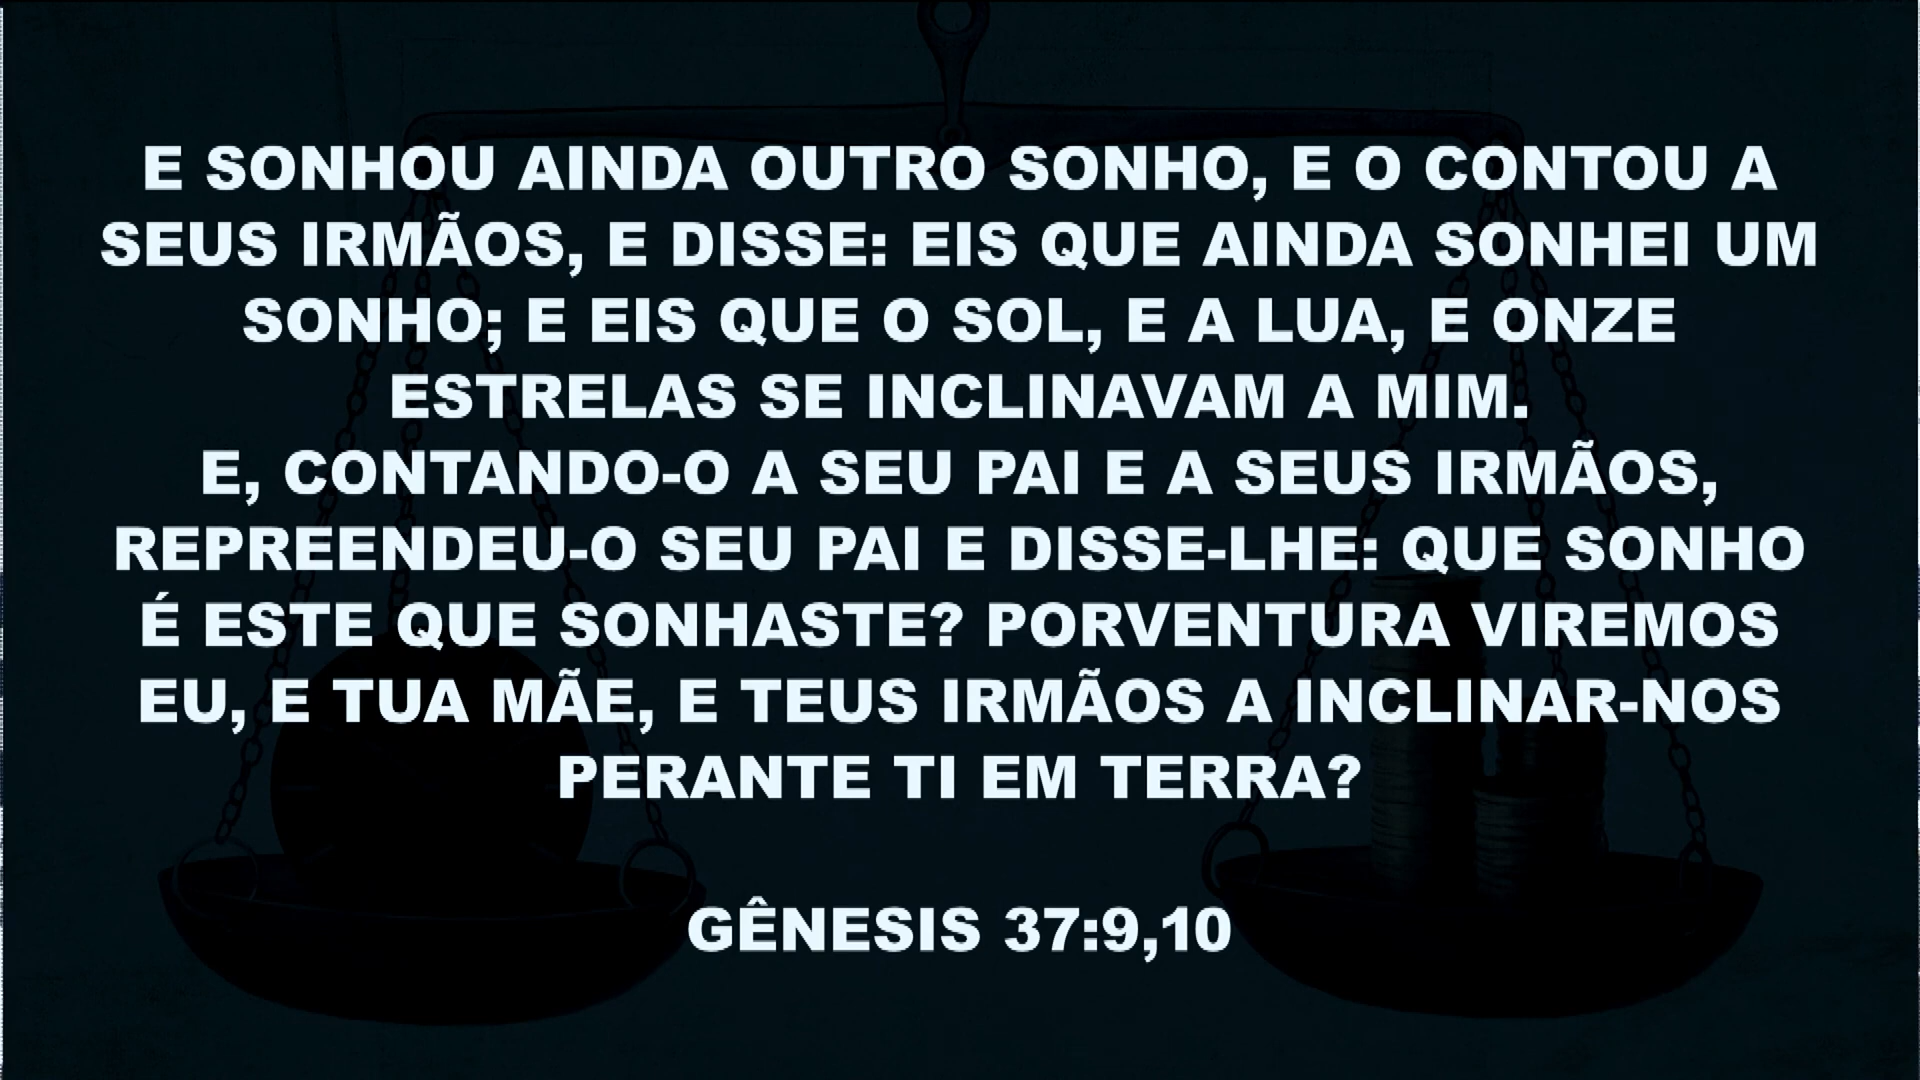 E SONHOU AINDA OUTRO SONHO, E O CONTOU A
SEUS IRMÃOS, E DISSE: EIS QUE AINDA SONHEI UM
SONHO; E EIS QUE O SOL, E A LUA, E ONZE
ESTRELAS SE INCLINAVAM A MIM.
E, CONTANDO-O A SEU PAI E A SEUS IRMÃOS,
REPREENDEU-O SEU PAI E DISSE-LHE: QUE SONHO
É ESTE QUE SONHASTE? PORVENTURA VIREMOS
EU, E TUA MÃE, E TEUS IRMÃOS A INCLINAR-NOS
PERANTE TI EM TERRA?
GÊNESIS 37:9,10